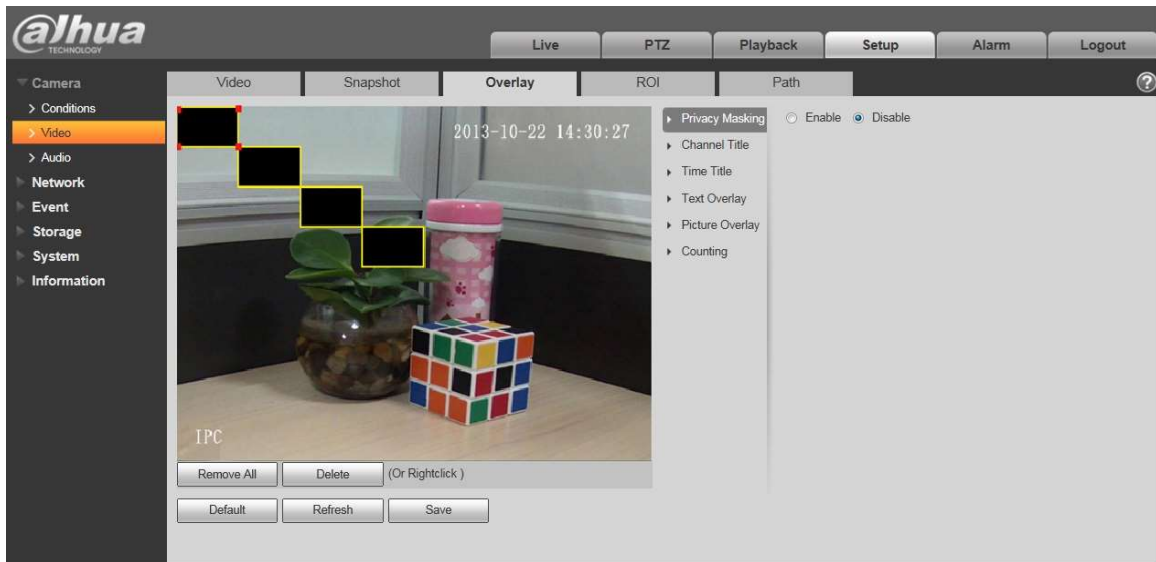 alhua
TECHNOLOGY
Live PTZ Playback Setup Alarm Logout
Camera
Conditions
Video
Audio
Network
Event
Storage
System
Information
Video Snapshot Overlay ROI Path
?
2013-10-22 14:30:27
IPC
Privacy Masking
Channel Title
Time Title
Text Overlay
Picture Overlay
Counting
Enable Disable
Remove All Delete (Or Rightclick )
Default Refresh Save